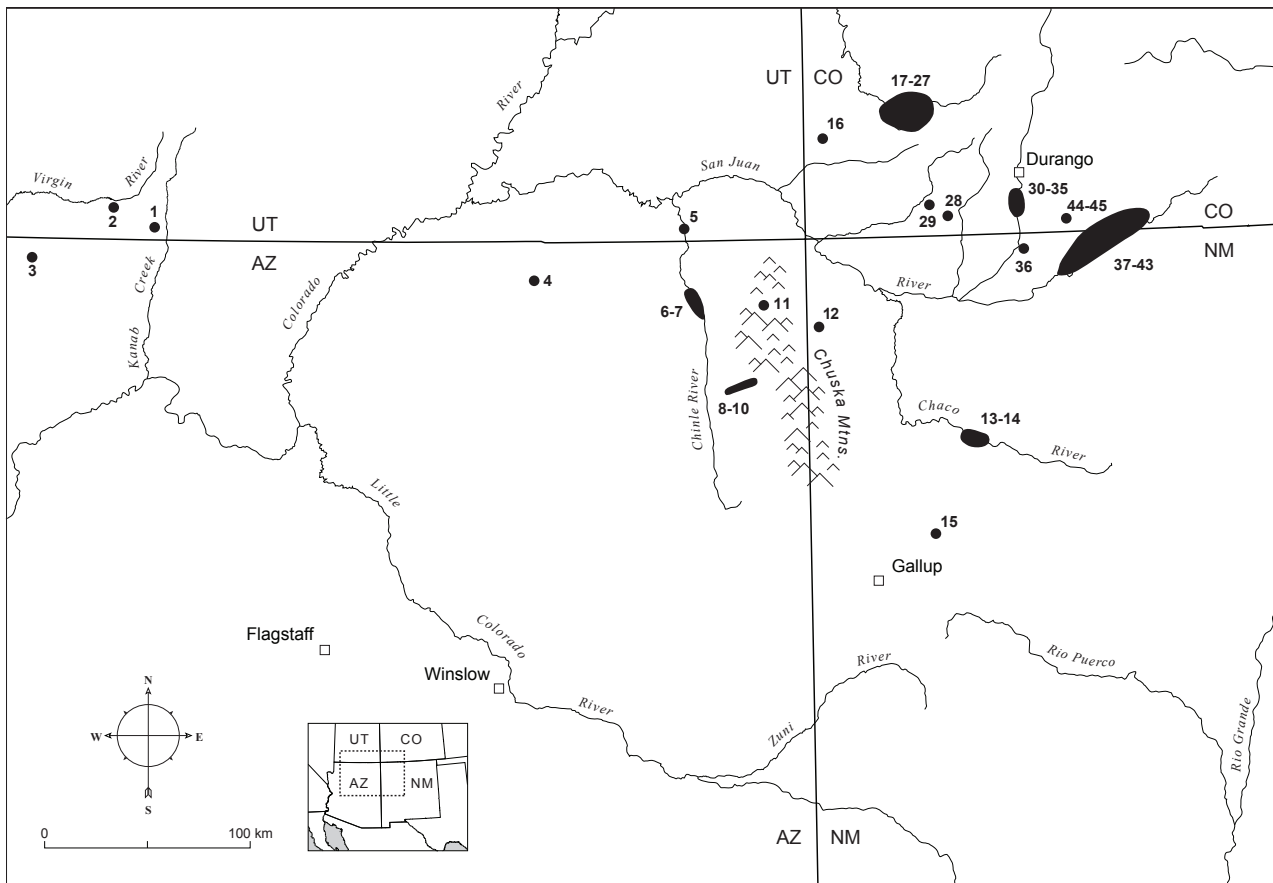 UT
CO
17-27
16
River
San Juan
Durango
Virgin
River
30-35
1
2
28
29
44-45
5
UT
CO
AZ
NM
3
Creek
Kanab
Colorado
4
36
37-43
River
6-7
11
12
Chuska Mtns.
8-10
Chinle River
Chaco
13-14
River
Little
15
Gallup
Flagstaff
Colorado
Winslow
River
River
Zuni
Rio Puerco
Rio Grande
N
W
E
S
UT
CO
AZ
NM
0
100 km
AZ
NM